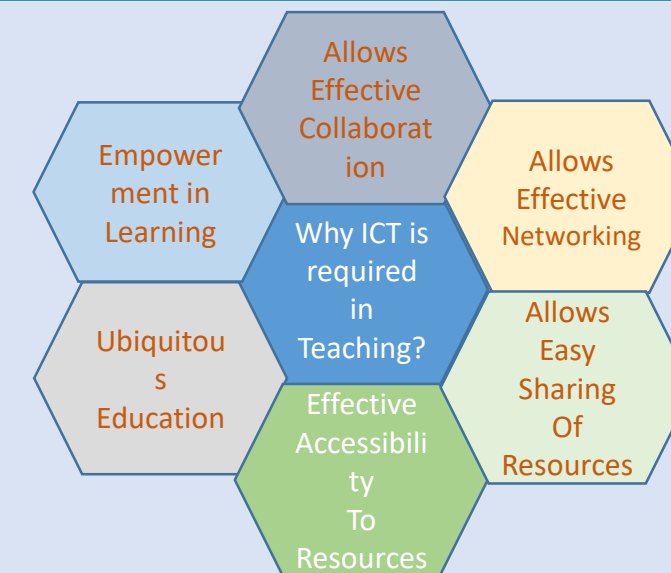 Allows
Effective
Collaborat
ion
Empower
ment in
Learning
Allows
Effective
Networking
Why ICT is
required
in
Teaching?
Ubiquitou
s
Education
Allows
Easy
Sharing
Of
Resources
Effective
Accessibili
ty
To
Resources